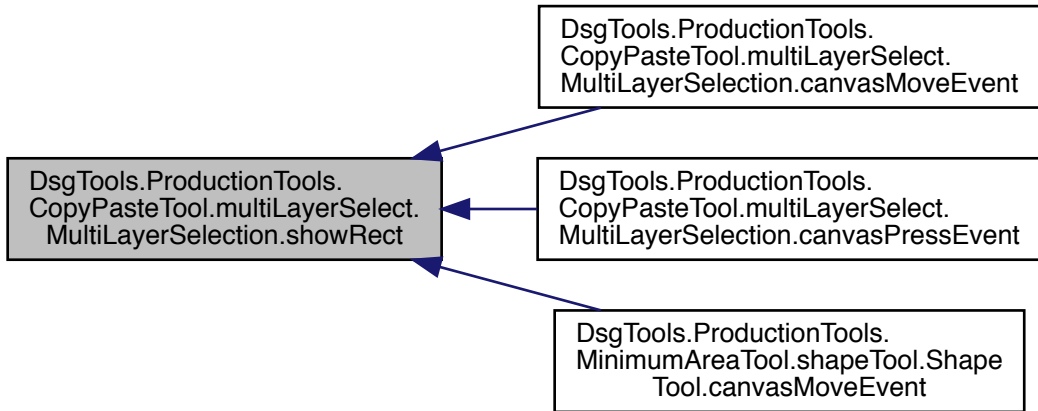 DsgTools.ProductionTools.
CopyPasteTool.multiLayerSelect.
MultiLayerSelection.canvasMoveEvent
DsgTools.ProductionTools.
CopyPasteTool.multiLayerSelect.
MultiLayerSelection.showRect
DsgTools.ProductionTools.
CopyPasteTool.multiLayerSelect.
MultiLayerSelection.canvasPressEvent
DsgTools.ProductionTools.
MinimumAreaTool.shapeTool.Shape
Tool.canvasMoveEvent